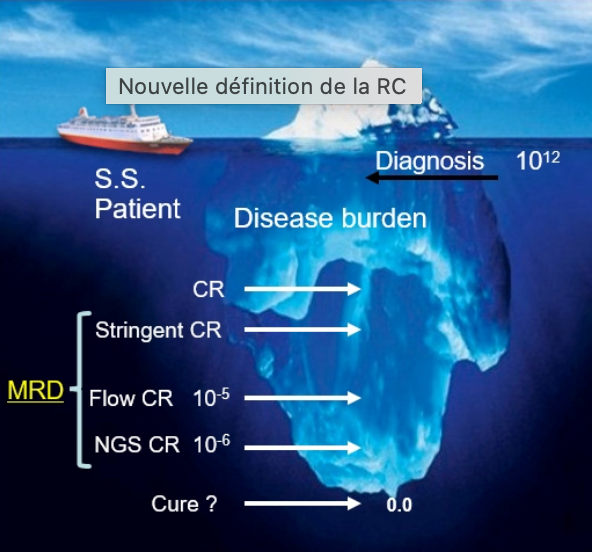 Nouvelle définition de la RC
Diagnosis 10¹²
S.S.
Patient
Disease burden
CR
Stringent CR
MRD
Flow CR 10⁻⁵
NGS CR 10⁻⁶
Cure ? 0.0